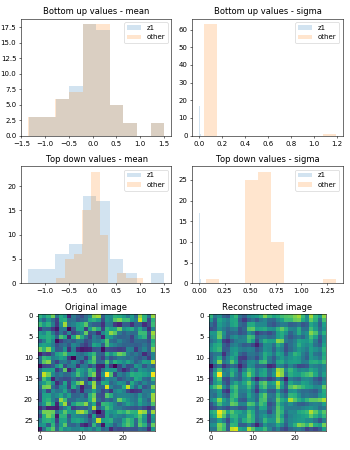 Bottom up values - mean
Bottom up values - sigma
17.5
15.0
12.5
10.0
7.5
5.0
2.5
0.0
z1
other
-1.5 -1.0 -0.5 0.0 0.5 1.0 1.5
60
50
40
30
20
10
0
z1
other
0.0 0.2 0.4 0.6 0.8 1.0 1.2
Top down values - mean
Top down values - sigma
20
15
10
5
0
z1
other
-1.0 -0.5 0.0 0.5 1.0 1.5
25
20
15
10
5
0
z1
other
0.00 0.25 0.50 0.75 1.00 1.25
Original image
Reconstructed image
0
5
10
15
20
25
0 10 20
0
5
10
15
20
25
0 10 20